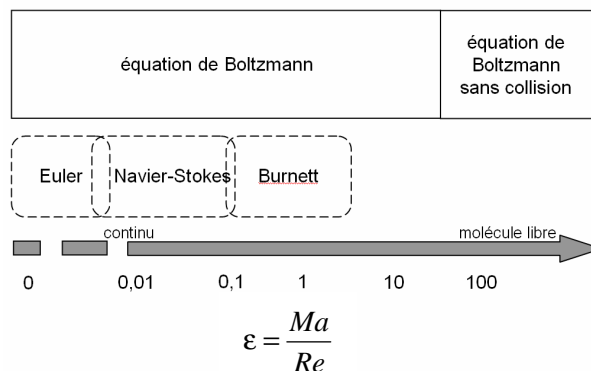 équation de Boltzmann
équation de
Boltzmann
sans collision
Euler
Navier-Stokes
Burnett
continu
molécule libre
0
0,01
0,1
1
10
100
ε = Ma
Re